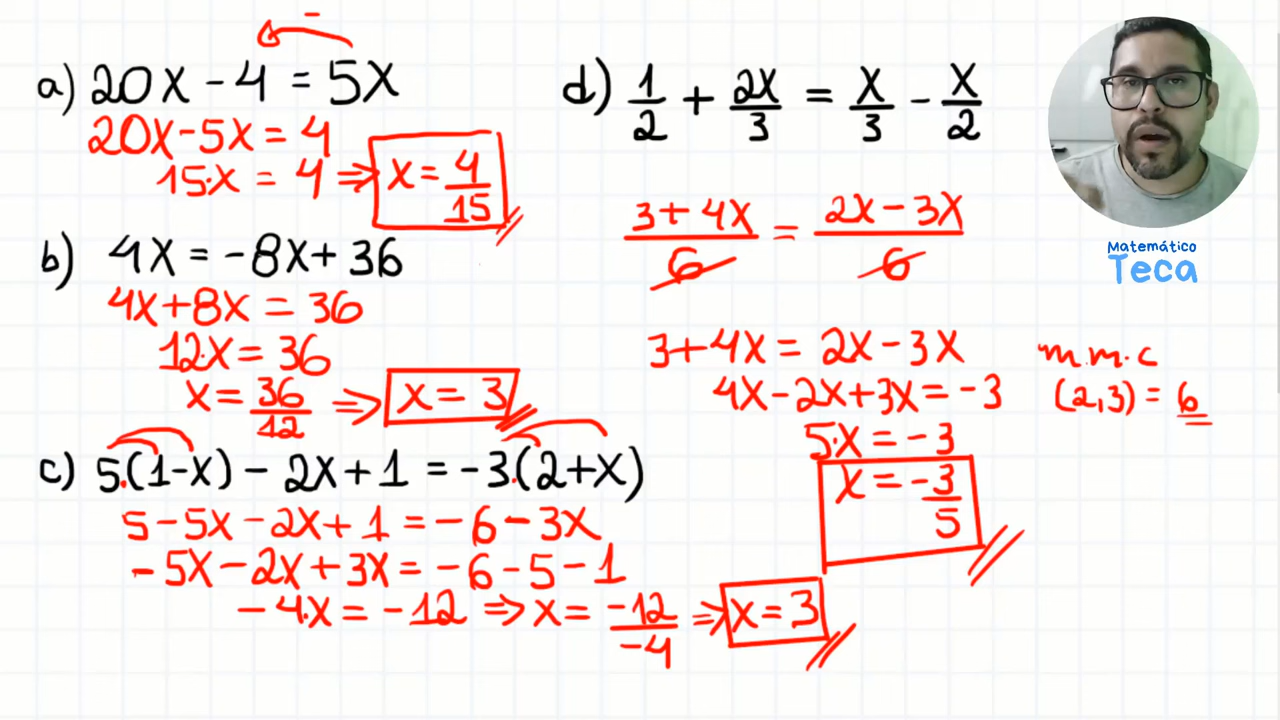 a) 20x - 4 = 5x
-
20x - 5x = 4
15·x = 4 ⇒ x = 4/15
b) 4x = -8x + 36
4x + 8x = 36
12·x = 36
x = 36/12 ⇒ x = 3
c) 5·(1-x) - 2x + 1 = -3·(2+x)
5 - 5x - 2x + 1 = -6 - 3x
-5x - 2x + 3x = -6 - 5 - 1
-4·x = -12 ⇒ x = -12/-4 ⇒ x = 3
d) 1/2 + 2x/3 = x/3 - x/2
3 + 4x/6 = 2x - 3x/6
3 + 4x = 2x - 3x
4x - 2x + 3x = -3
5·x = -3
x = -3/5
m.m.c
(2,3) = 6
Matemático
Teca